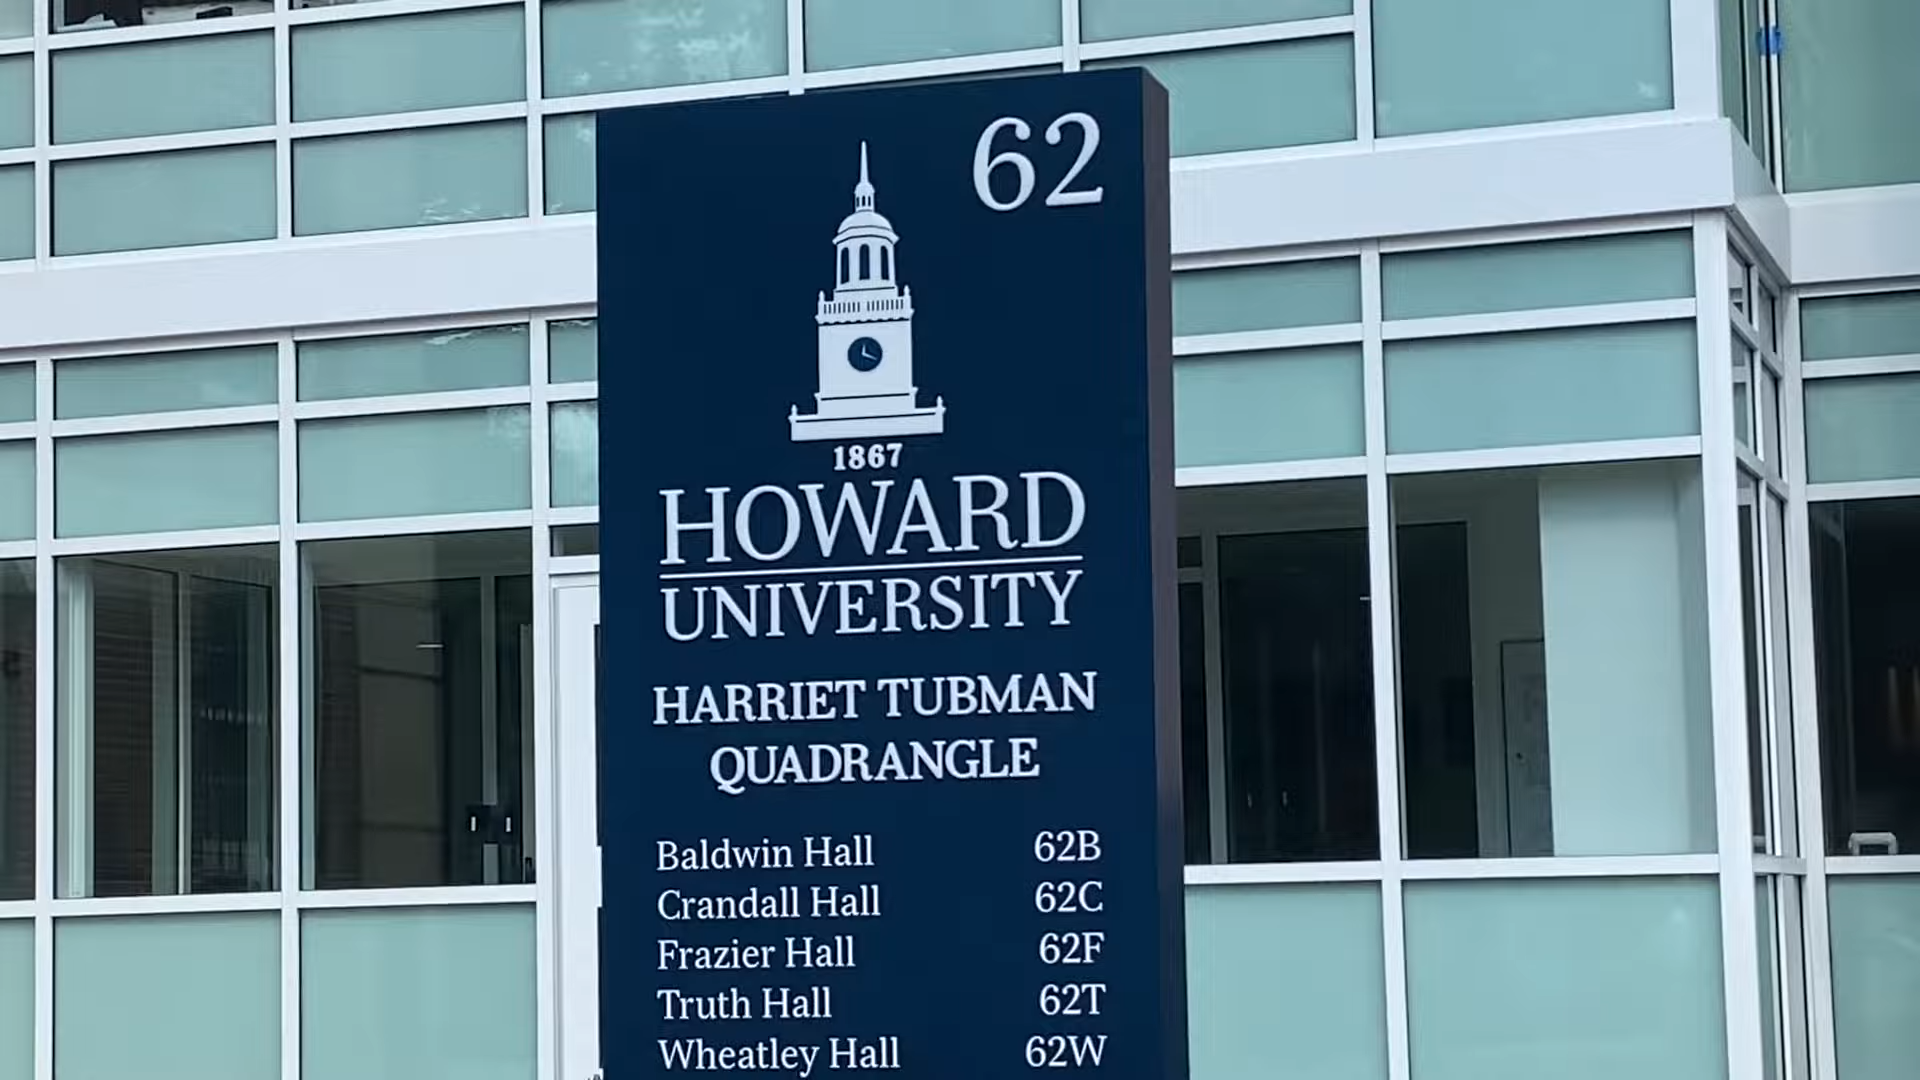 62
1867
HOWARD
UNIVERSITY
HARRIET TUBMAN
QUADRANGLE
Baldwin Hall 62B
Crandall Hall 62C
Frazier Hall 62F
Truth Hall 62T
Wheatley Hall 62W